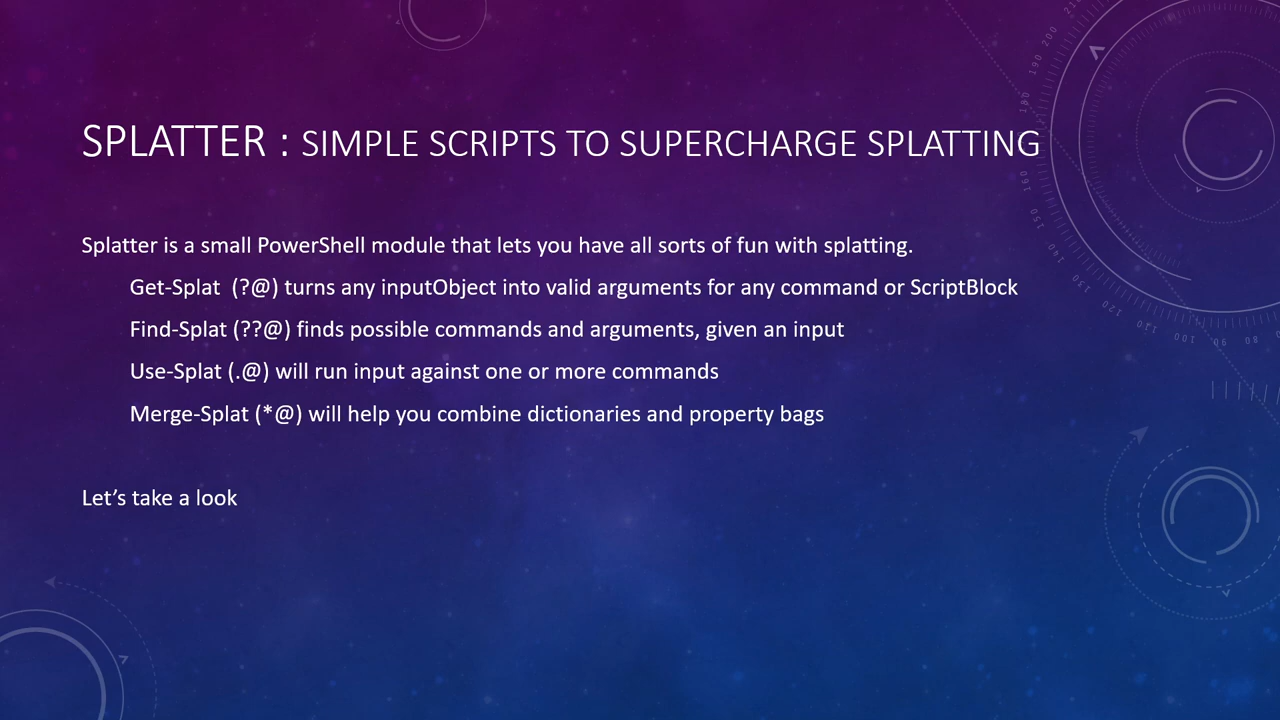 SPLATTER : SIMPLE SCRIPTS TO SUPERCHARGE SPLATTING
Splatter is a small PowerShell module that lets you have all sorts of fun with splatting.
Get-Splat (?@) turns any inputObject into valid arguments for any command or ScriptBlock
Find-Splat (??@) finds possible commands and arguments, given an input
Use-Splat (.@) will run input against one or more commands
Merge-Splat (*@) will help you combine dictionaries and property bags
Let’s take a look